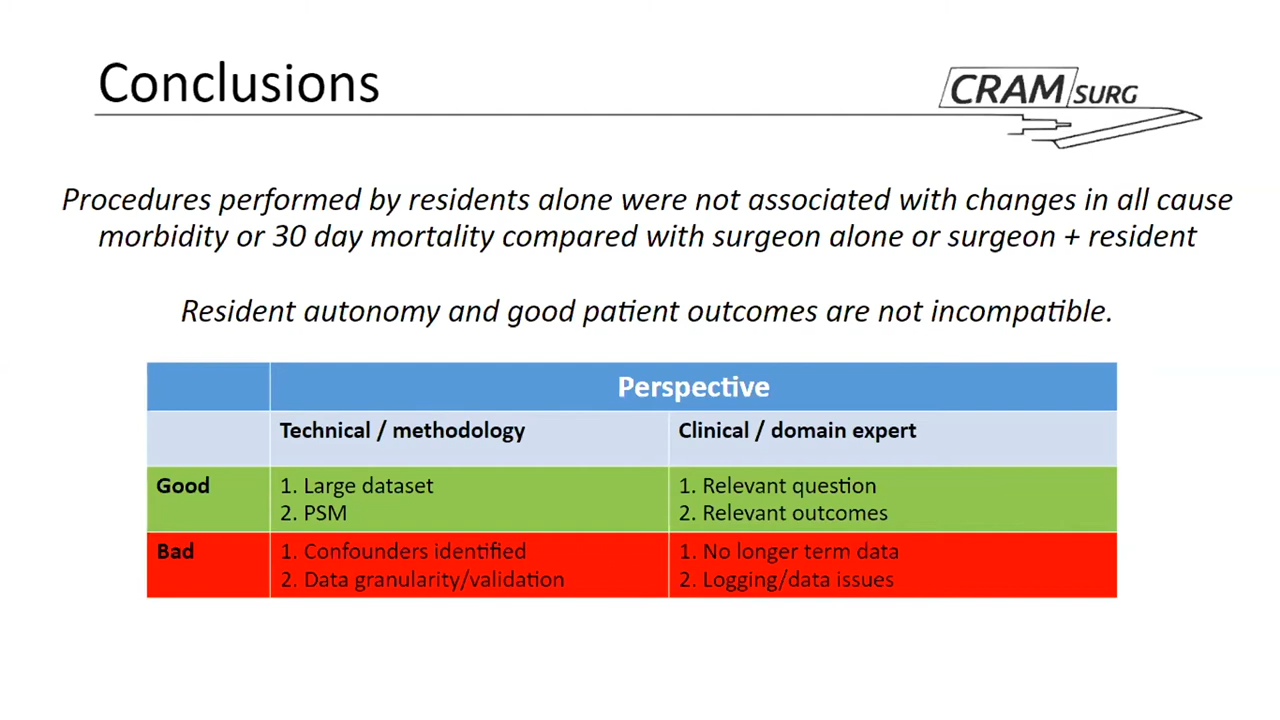 Conclusions
CRAM SURG
Procedures performed by residents alone were not associated with changes in all cause
morbidity or 30 day mortality compared with surgeon alone or surgeon + resident
Resident autonomy and good patient outcomes are not incompatible.
Perspective
Technical / methodology
Clinical / domain expert
Good
1. Large dataset
2. PSM
1. Relevant question
2. Relevant outcomes
Bad
1. Confounders identified
2. Data granularity/validation
1. No longer term data
2. Logging/data issues